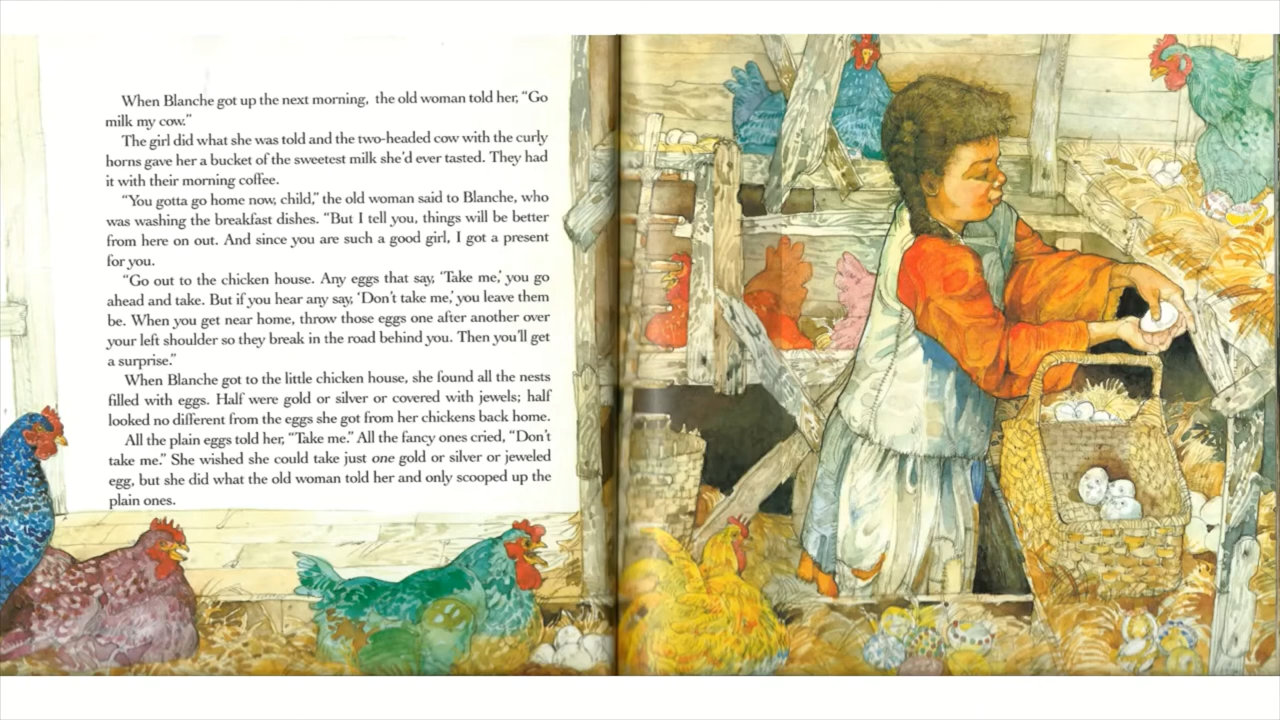 When Blanche got up the next morning, the old woman told her, “Go
milk my cow.”
The girl did what she was told and the two-headed cow with the curly
horns gave her a bucket of the sweetest milk she’d ever tasted. They had
it with their morning coffee.
“You gotta go home now, child,” the old woman said to Blanche, who
was washing the breakfast dishes. “But I tell you, things will be better
from here on out. And since you are such a good girl, I got a present
for you.
“Go out to the chicken house. Any eggs that say, ‘Take me,’ you go
ahead and take. But if you hear any say, ‘Don’t take me,’ you leave them
be. When you get near home, throw those eggs one after another over
your left shoulder so they break in the road behind you. Then you’ll get
a surprise.”
When Blanche got to the little chicken house, she found all the nests
filled with eggs. Half were gold or silver or covered with jewels; half
looked no different from the eggs she got from her chickens back home.
All the plain eggs told her, “Take me.” All the fancy ones cried, “Don’t
take me.” She wished she could take just one gold or silver or jeweled
egg, but she did what the old woman told her and only scooped up the
plain ones.